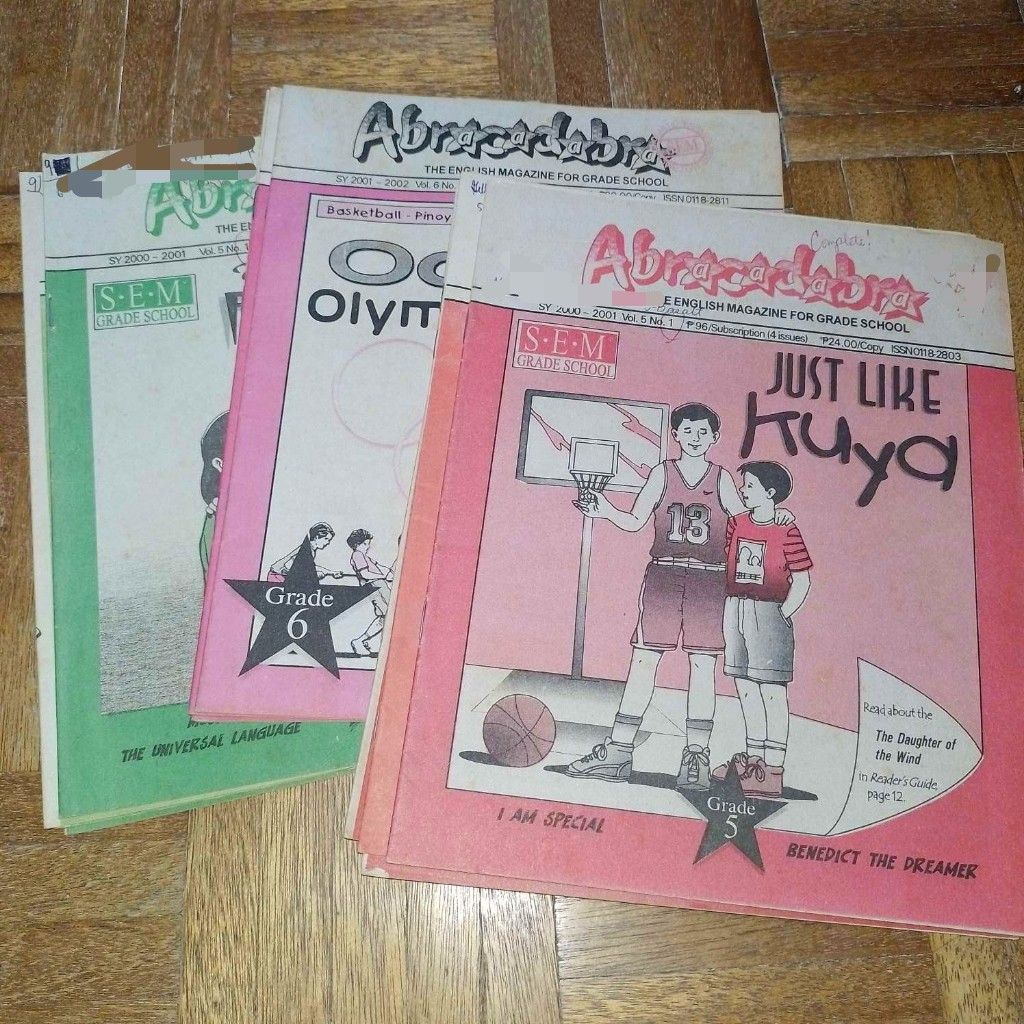 Abracadabra
THE ENGLISH MAGAZINE FOR GRADE SCHOOL
SY 2001 - 2002 Vol. 6 No.
/Copy ISSN 0118-2811
Basketball - Pinoy
Olym
Grade
6
Abr
THE E
SY 2000 - 2001 Vol. 5 No. 1
S·E·M
GRADE SCHOOL
THE UNIVERSAL LANGUAGE
Complete!
Abracadabra
E ENGLISH MAGAZINE FOR GRADE SCHOOL
SY 2000 - 2001 Vol. 5 No. 1 ₱96/Subscription (4 issues) ₱24.00/Copy ISSN 0118-2803
S·E·M
GRADE SCHOOL
JUST LIKE
Kuya
13
Read about the
The Daughter of
the Wind
in Reader's Guide,
page 12.
Grade
5
I AM SPECIAL
BENEDICT THE DREAMER